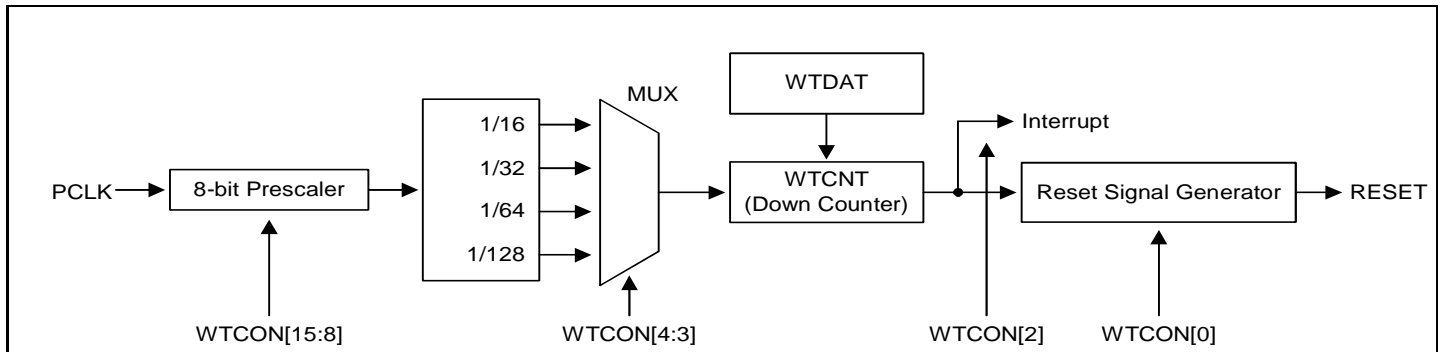 WTDAT
MUX
1/16
Interrupt
1/32
PCLK
8-bit Prescaler
WTCNT
(Down Counter)
Reset Signal Generator
RESET
1/64
1/128
WTCON[15:8]
WTCON[4:3]
WTCON[2]
WTCON[0]